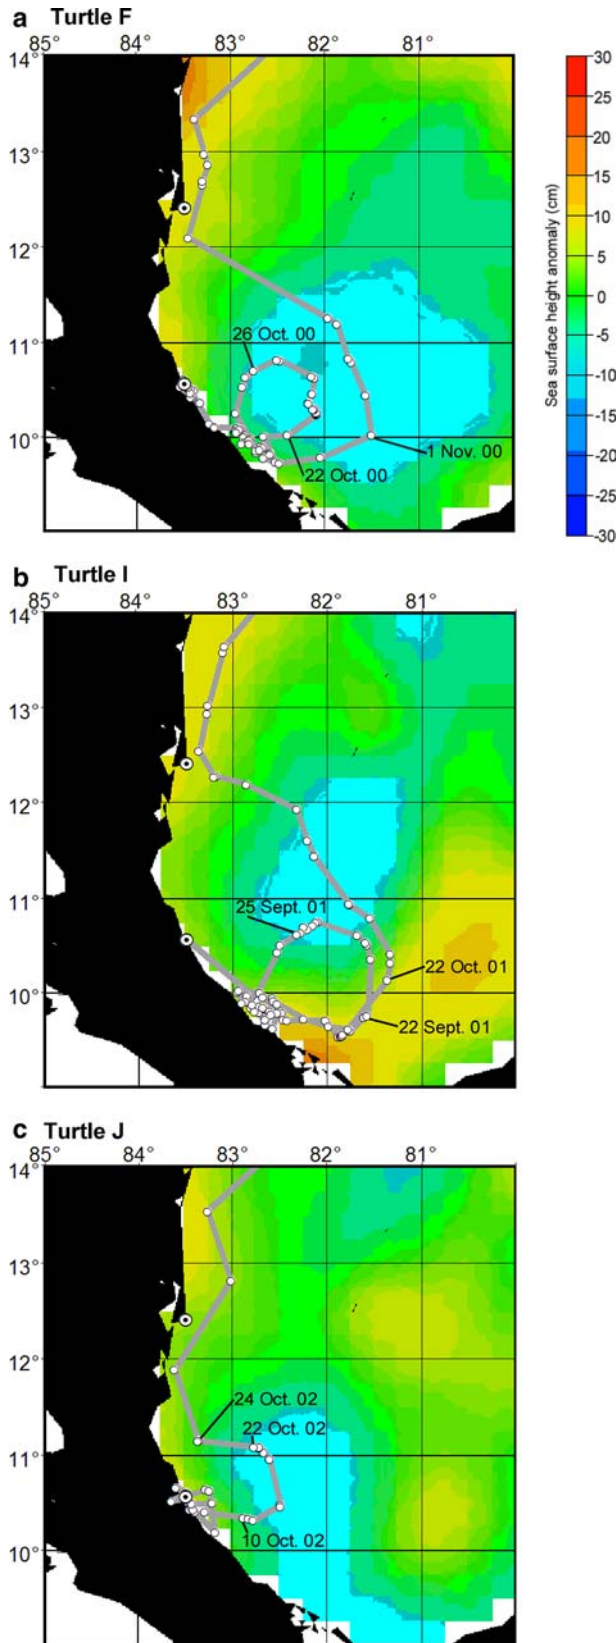 a Turtle F
85° 84° 83° 82° 81°
14°
13°
12°
11°
10°
26 Oct. 00
22 Oct. 00
1 Nov. 00
30
25
20
15
10
5
0
-5
-10
-15
-20
-25
-30
Sea surface height anomaly (cm)
b Turtle I
85° 84° 83° 82° 81°
14°
13°
12°
11°
10°
25 Sept. 01
22 Oct. 01
22 Sept. 01
c Turtle J
85° 84° 83° 82° 81°
14°
13°
12°
11°
10°
24 Oct. 02
22 Oct. 02
10 Oct. 02